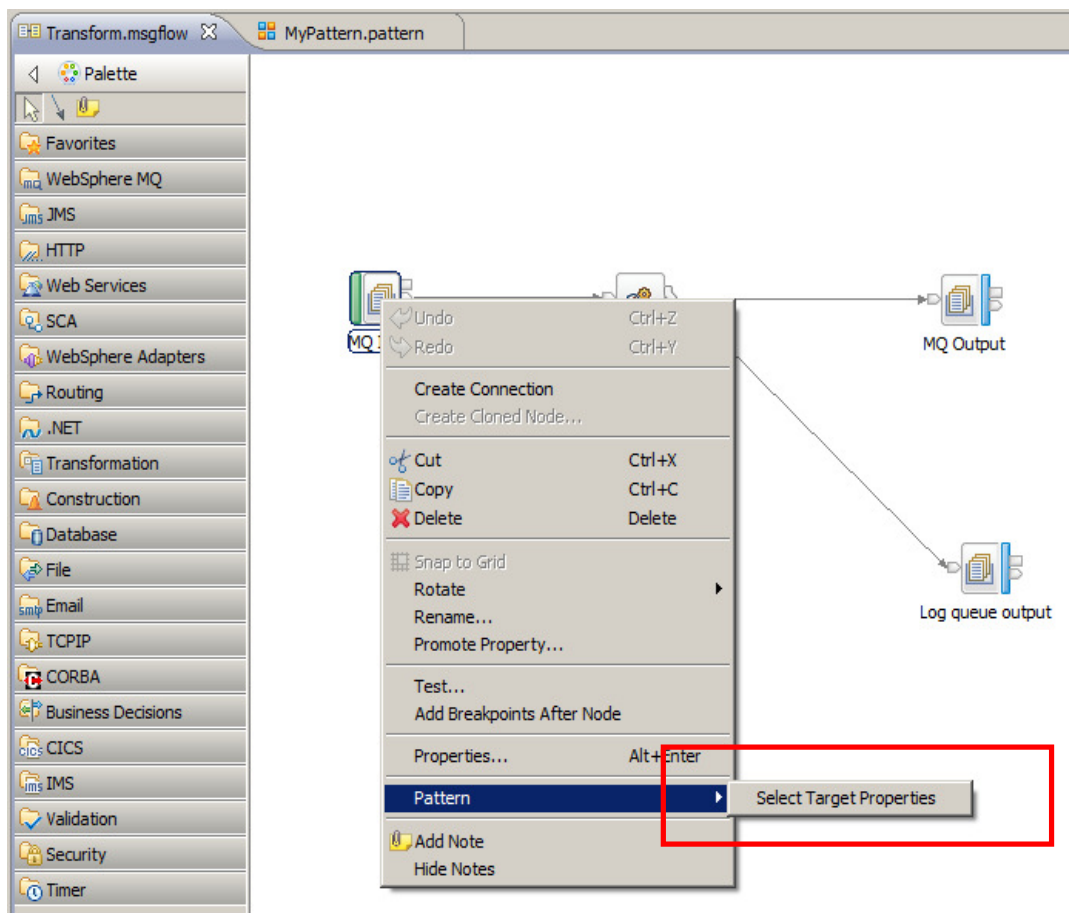 Transform.msgflow
MyPattern.pattern
Palette
Favorites
WebSphere MQ
JMS
HTTP
Web Services
SCA
WebSphere Adapters
Routing
.NET
Transformation
Construction
Database
File
Email
TCPIP
CORBA
Business Decisions
CICS
IMS
Validation
Security
Timer
MQ
MQ Output
Log queue output
Undo Ctrl+Z
Redo Ctrl+Y
Create Connection
Create Cloned Node...
Cut Ctrl+X
Copy Ctrl+C
Delete Delete
Snap to Grid
Rotate
Rename...
Promote Property...
Test...
Add Breakpoints After Node
Properties... Alt+Enter
Pattern
Select Target Properties
Add Note
Hide Notes